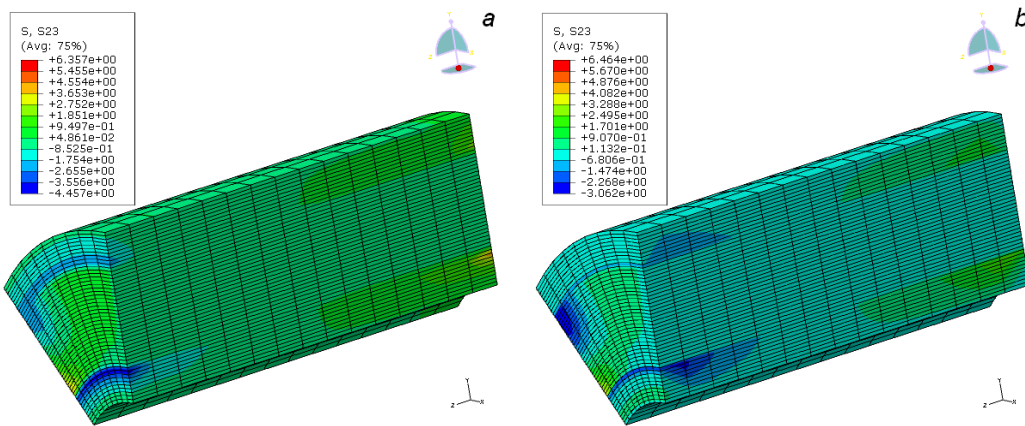 a
S, S23
(Avg: 75%)
+6.357e+00
+5.455e+00
+4.554e+00
+3.653e+00
+2.752e+00
+1.851e+00
+9.497e-01
+4.861e-02
-8.525e-01
-1.754e+00
-2.655e+00
-3.556e+00
-4.457e+00
Y
Z
X
Y
Z
X
b
S, S23
(Avg: 75%)
+6.464e+00
+5.670e+00
+4.876e+00
+4.082e+00
+3.288e+00
+2.495e+00
+1.701e+00
+9.070e-01
+1.132e-01
-6.806e-01
-1.474e+00
-2.268e+00
-3.062e+00
Y
Z
X
Y
Z
X